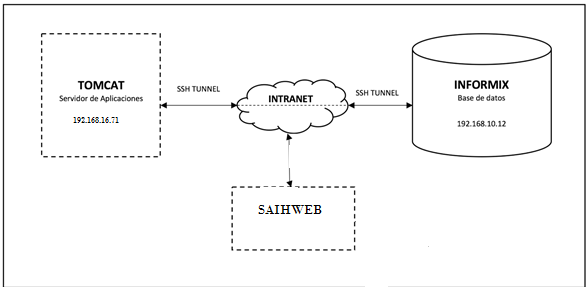 TOMCAT
Servidor de Aplicaciones
192.168.16.71
SSH TUNNEL
INTRANET
SSH TUNNEL
INFORMIX
Base de datos
192.168.10.12
SAIHWEB